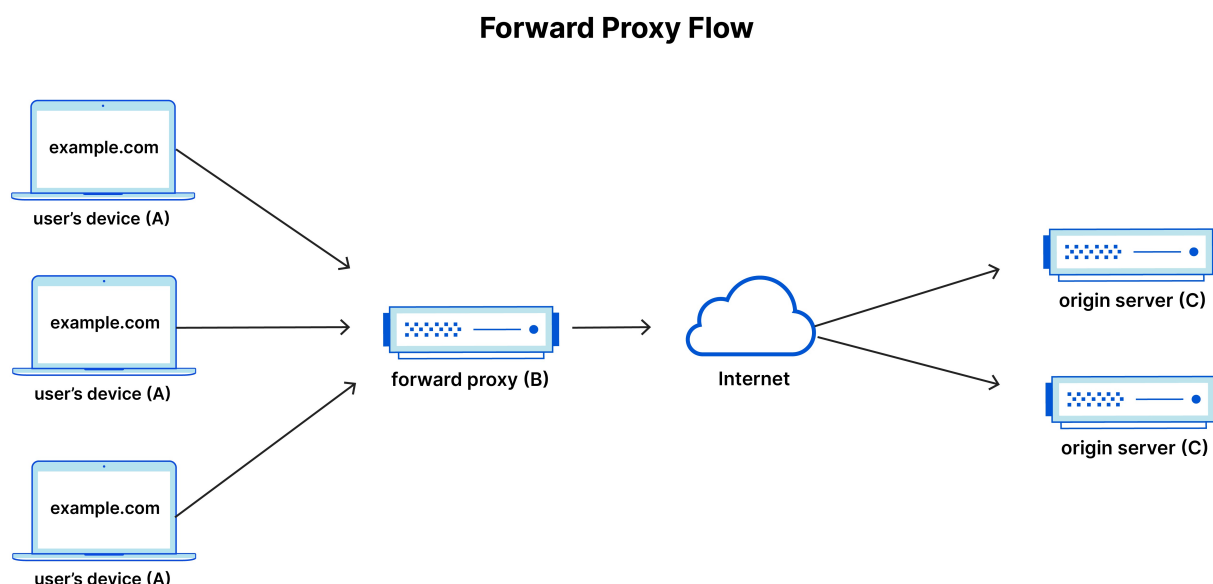 Forward Proxy Flow
example.com
user’s device (A)
example.com
user’s device (A)
example.com
user’s device (A)
forward proxy (B)
Internet
origin server (C)
origin server (C)